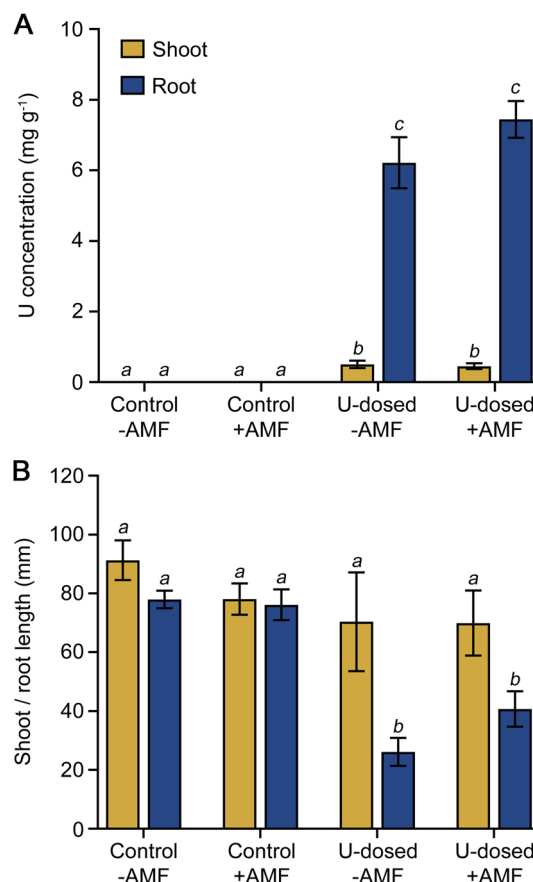 A
10
8
6
4
2
0
U concentration (mg g⁻¹)
Shoot
Root
a a a a b c b c
Control -AMF
Control +AMF
U-dosed -AMF
U-dosed +AMF
B
120
100
80
60
40
20
0
Shoot / root length (mm)
a a a a a b a b
Control -AMF
Control +AMF
U-dosed -AMF
U-dosed +AMF